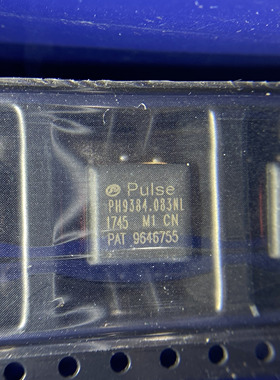 Pulse
PH9384.083NL
1745 M1 CN
PAT 9646755